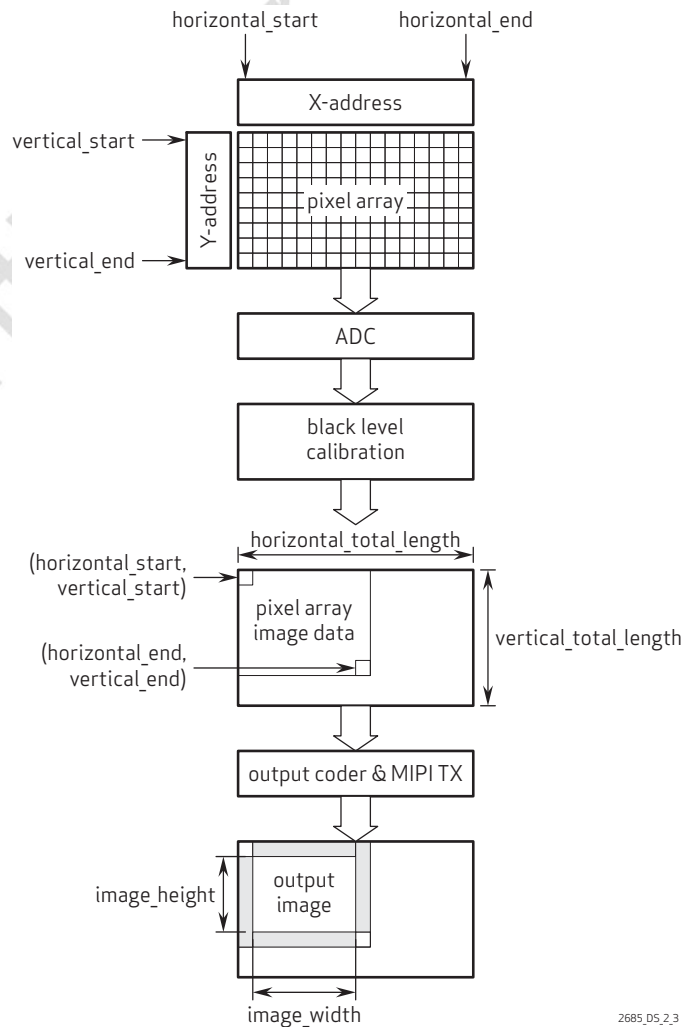 horizontal_start
horizontal_end
X-address
vertical_start
Y-address
pixel array
vertical_end
ADC
black level
calibration
horizontal_total_length
(horizontal_start,
vertical_start)
pixel array
image data
(horizontal_end,
vertical_end)
vertical_total_length
output coder & MIPI TX
image_height
output
image
image_width
2685_DS_2_3